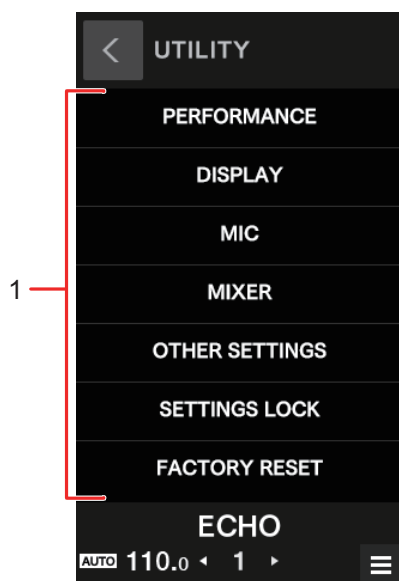 UTILITY
PERFORMANCE
DISPLAY
MIC
1
MIXER
OTHER SETTINGS
SETTINGS LOCK
FACTORY RESET
ECHO
AUTO 110.0 1